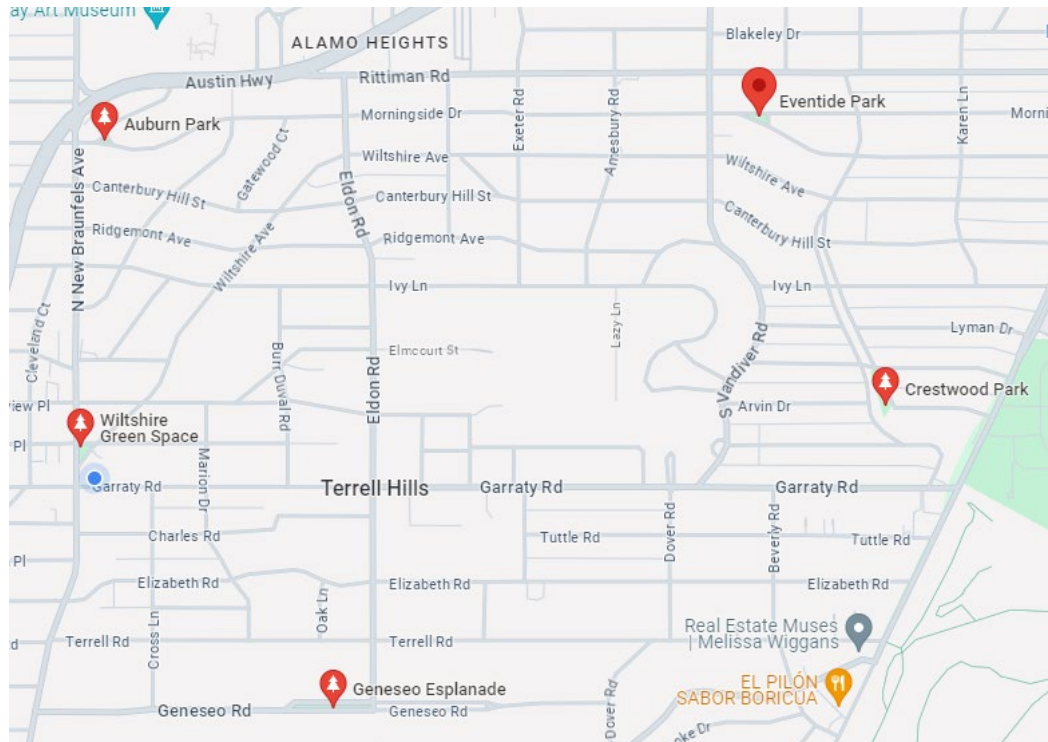 ay Art Museum
ALAMO HEIGHTS
Blakeley Dr
Austin Hwy
Rittiman Rd
Eventide Park
Auburn Park
Morningside Dr
Morni
Exeter Rd
Amesbury Rd
Karen Ln
N New Braunfels Ave
Gatewood Ct
Wiltshire Ave
Wiltshire Ave
Canterbury Hill St
Eldon Rd
Canterbury Hill St
Canterbury Hill St
Ridgemont Ave
Ridgemont Ave
Wiltshire Ave
Ivy Ln
Ivy Ln
Cleveland Ct
Lazy Ln
Lyman Dr
Burr Duval Rd
Elmcourt St
Eldon Rd
S Vandiver Rd
Crestwood Park
view Pl
Arvin Dr
Wiltshire
Green Space
Pl
Marion Dr
Garraty Rd
Terrell Hills
Garraty Rd
Garraty Rd
Charles Rd
Tuttle Rd
Dover Rd
Beverly Rd
Tuttle Rd
Pl
Elizabeth Rd
Elizabeth Rd
Elizabeth Rd
Cross Ln
Oak Ln
d
Terrell Rd
Terrell Rd
Real Estate Muses
| Melissa Wiggans
Geneseo Esplanade
EL PILÓN
SABOR BORICUA
Geneseo Rd
Geneseo Rd
Dover Rd
oke Dr